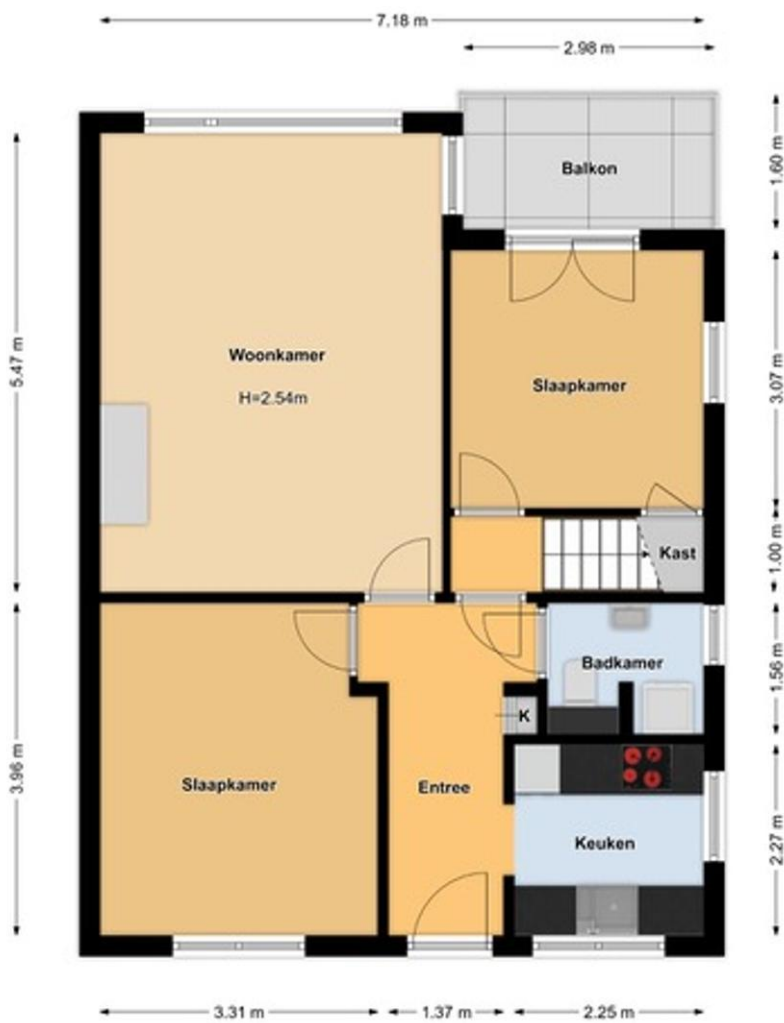 7.18 m
2.98 m
Balkon
1.60 m
Woonkamer
H=2.54m
5.47 m
Slaapkamer
3.07 m
Kast
1.00 m
Badkamer
1.56 m
K
Slaapkamer
Entree
3.96 m
Keuken
2.27 m
3.31 m
1.37 m
2.25 m